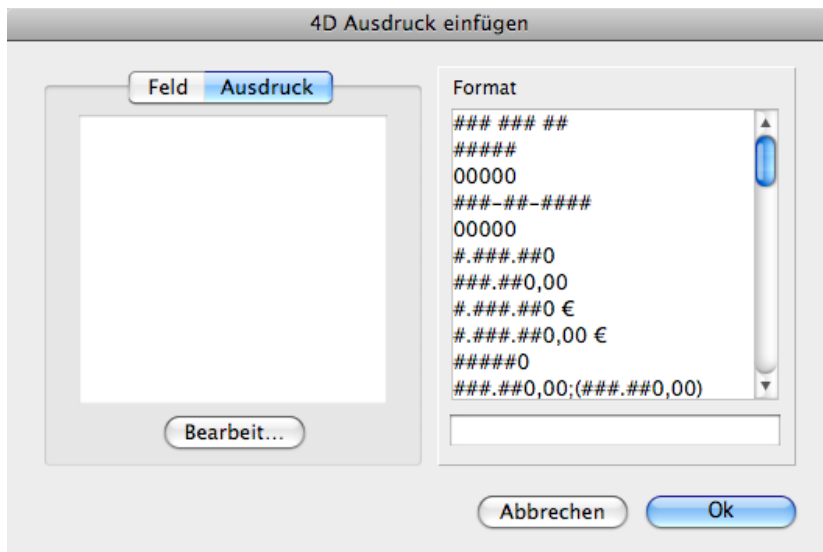 4D Ausdruck einfügen
Feld Ausdruck
Bearbeit...
Format
### ### ##
#####
00000
###-##-####
00000
#.###.##0
###.##0,00
#.###.##0 €
#.###.##0,00 €
#####0
###.##0,00;(###.##0,00)
Abbrechen Ok